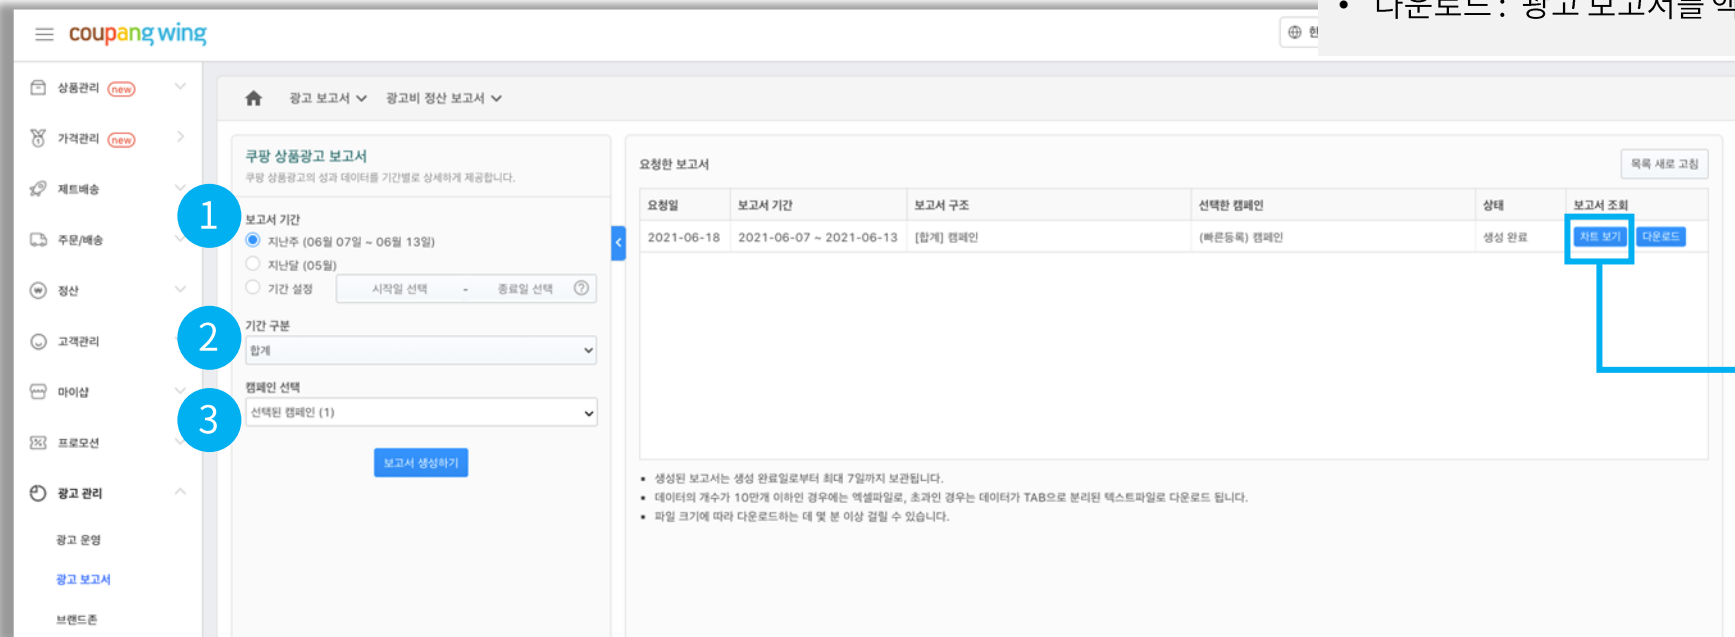 다운로드 : 광고 보고서를
coupang wing
상품관리 new
가격관리 new
제트배송
주문/배송
정산
고객관리
마이샵
프로모션
광고 관리
광고 운영
광고 보고서
브랜드존
광고 보고서 광고비 정산 보고서
쿠팡 상품광고 보고서
쿠팡 상품광고의 성과 데이터를 기간별로 상세하게 제공합니다.
1
보고서 기간
지난주 (06월 07일 ~ 06월 13일)
지난달 (05월)
기간 설정 시작일 선택 - 종료일 선택 ?
2
기간 구분
합계
3
캠페인 선택
선택된 캠페인 (1)
보고서 생성하기
요청한 보고서
목록 새로 고침
요청일 보고서 기간 보고서 구조 선택한 캠페인 상태 보고서 조회
2021-06-18 2021-06-07 ~ 2021-06-13 [합계] 캠페인 (빠른등록) 캠페인 생성 완료 차트 보기 다운로드
생성된 보고서는 생성 완료일로부터 최대 7일까지 보관됩니다.
데이터의 개수가 10만개 이하인 경우에는 엑셀파일로, 초과인 경우는 데이터가 TAB으로 분리된 텍스트파일로 다운로드 됩니다.
파일 크기에 따라 다운로드하는 데 몇 분 이상 걸릴 수 있습니다.